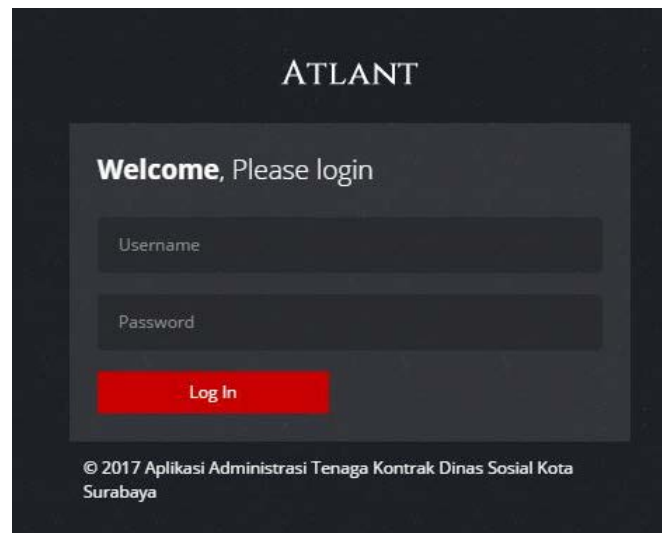 ATLANT
Welcome, Please login
Username
Password
Log In
© 2017 Aplikasi Administrasi Tenaga Kontrak Dinas Sosial Kota
Surabaya